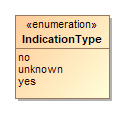 «enumeration»
IndicationType
no
unknown
yes